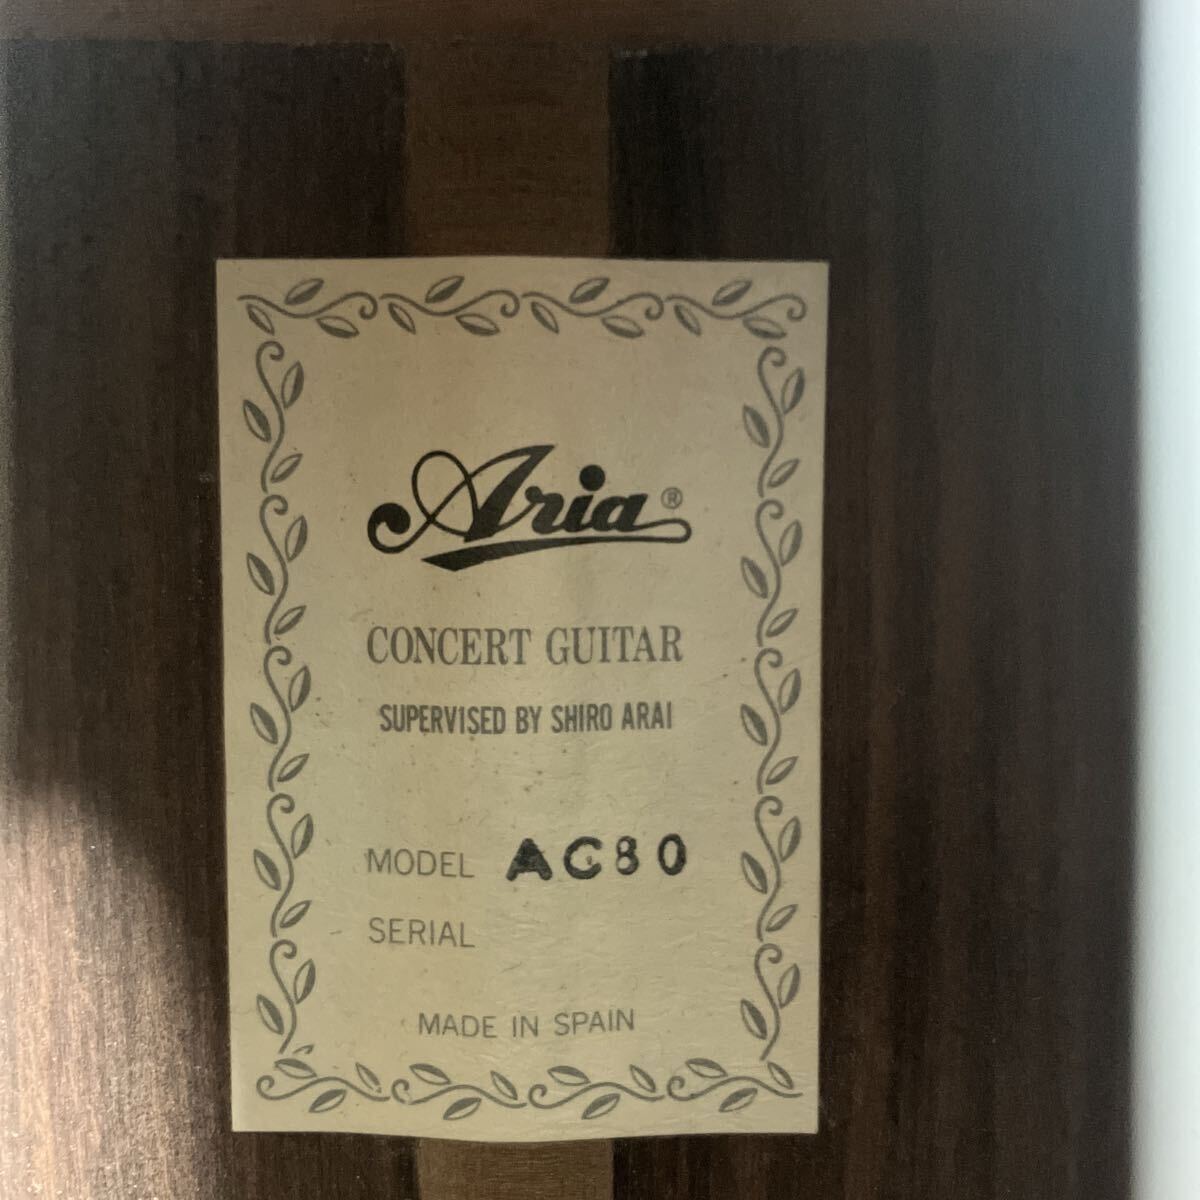 Aria®
CONCERT GUITAR
SUPERVISED BY SHIRO ARAI
MODEL AC80
SERIAL
MADE IN SPAIN